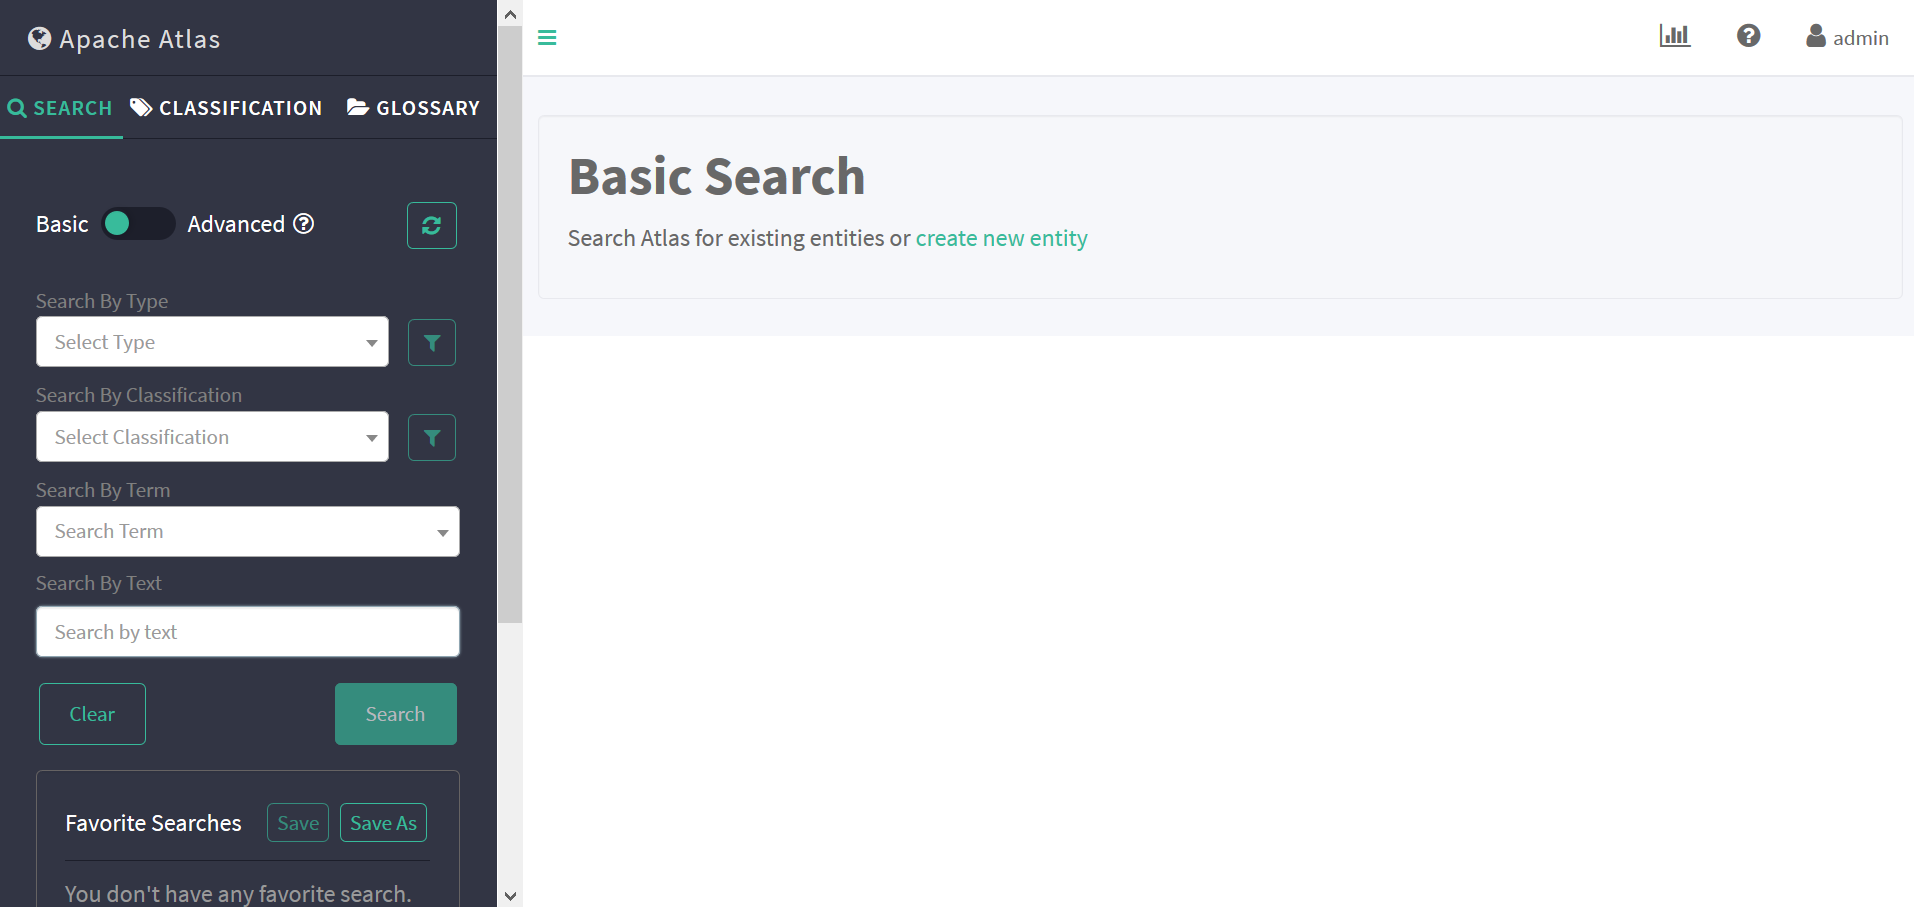 Apache Atlas
SEARCH CLASSIFICATION GLOSSARY
Basic Advanced
Search By Type
Select Type
Search By Classification
Select Classification
Search By Term
Search Term
Search By Text
Search by text
Clear Search
Favorite Searches Save Save As
You don't have any favorite search.
admin
Basic Search
Search Atlas for existing entities or create new entity